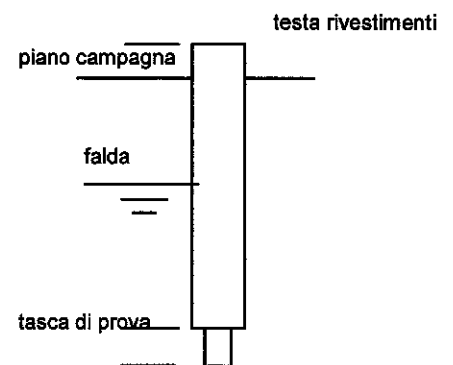 testa rivestimenti
piano campagna
falda
tasca di prova